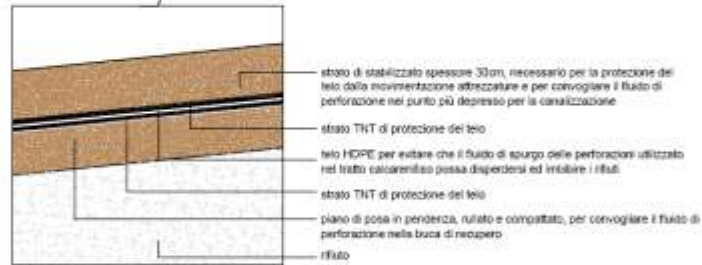 strato di stabilizzato spessore 30cm, necessario per la protezione del
telo dalla movimentazione attrezzature e per convogliare il fluido di
perforazione nel punto più depresso per la canalizzazione
strato TNT di protezione del telo
telo HDPE per evitare che il fluido di spurgo delle perforazioni utilizzato
nel tratto calcarenitico possa disperdersi ed imbibire i rifiuti
strato TNT di protezione del telo
piano di posa in pendenza, rullato e compattato, per convogliare il fluido di
perforazione nella buca di recupero
rifiuto